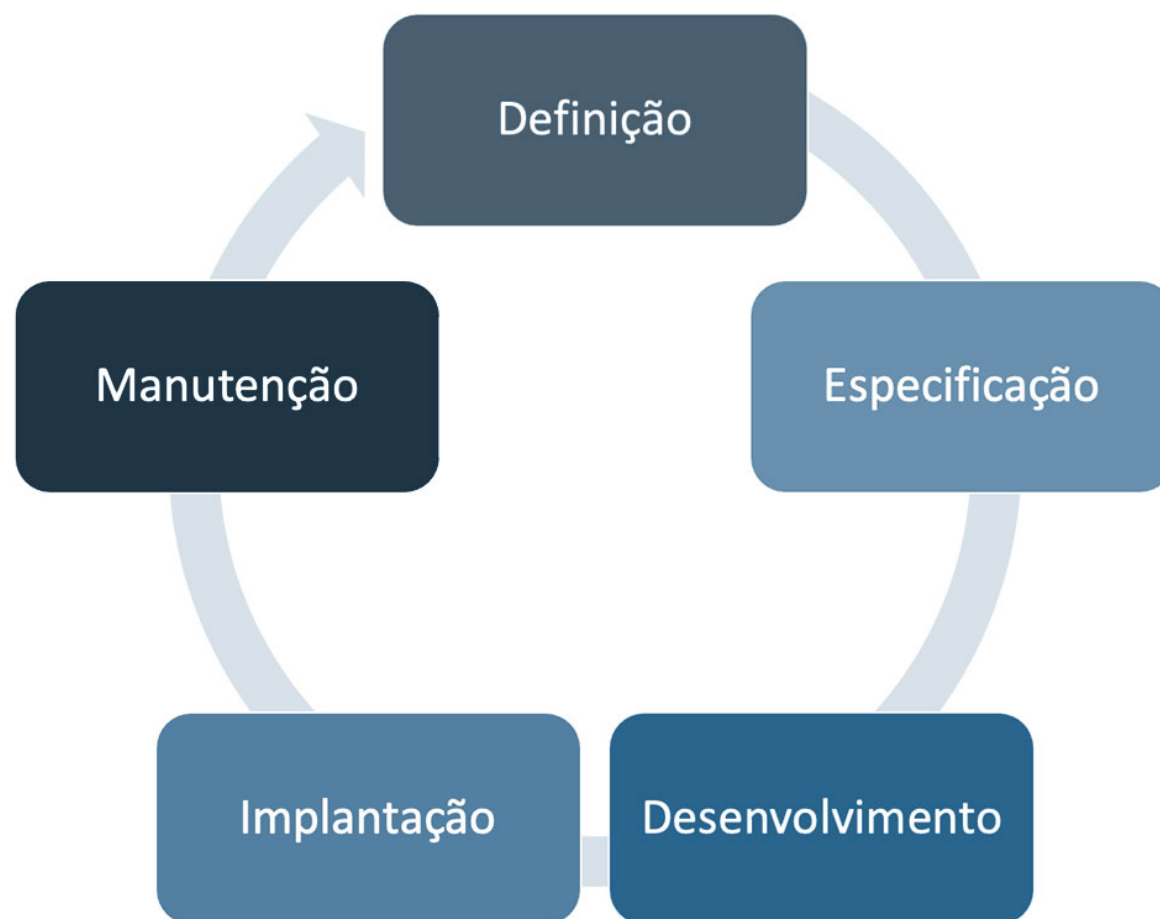 Definição
Especificação
Desenvolvimento
Implantação
Manutenção